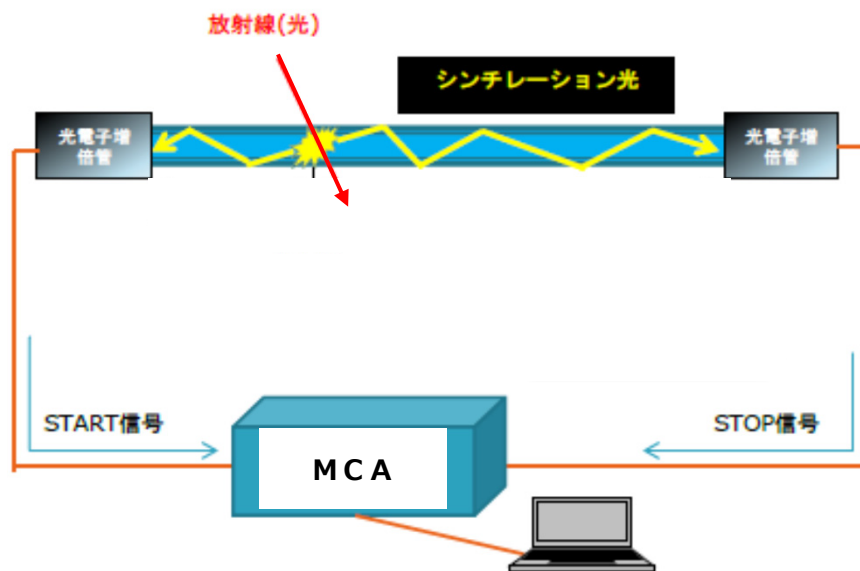 放射線(光)
シンチレーション光
光電子増
倍管
光電子増
倍管
START信号
STOP信号
ＭＣＡ